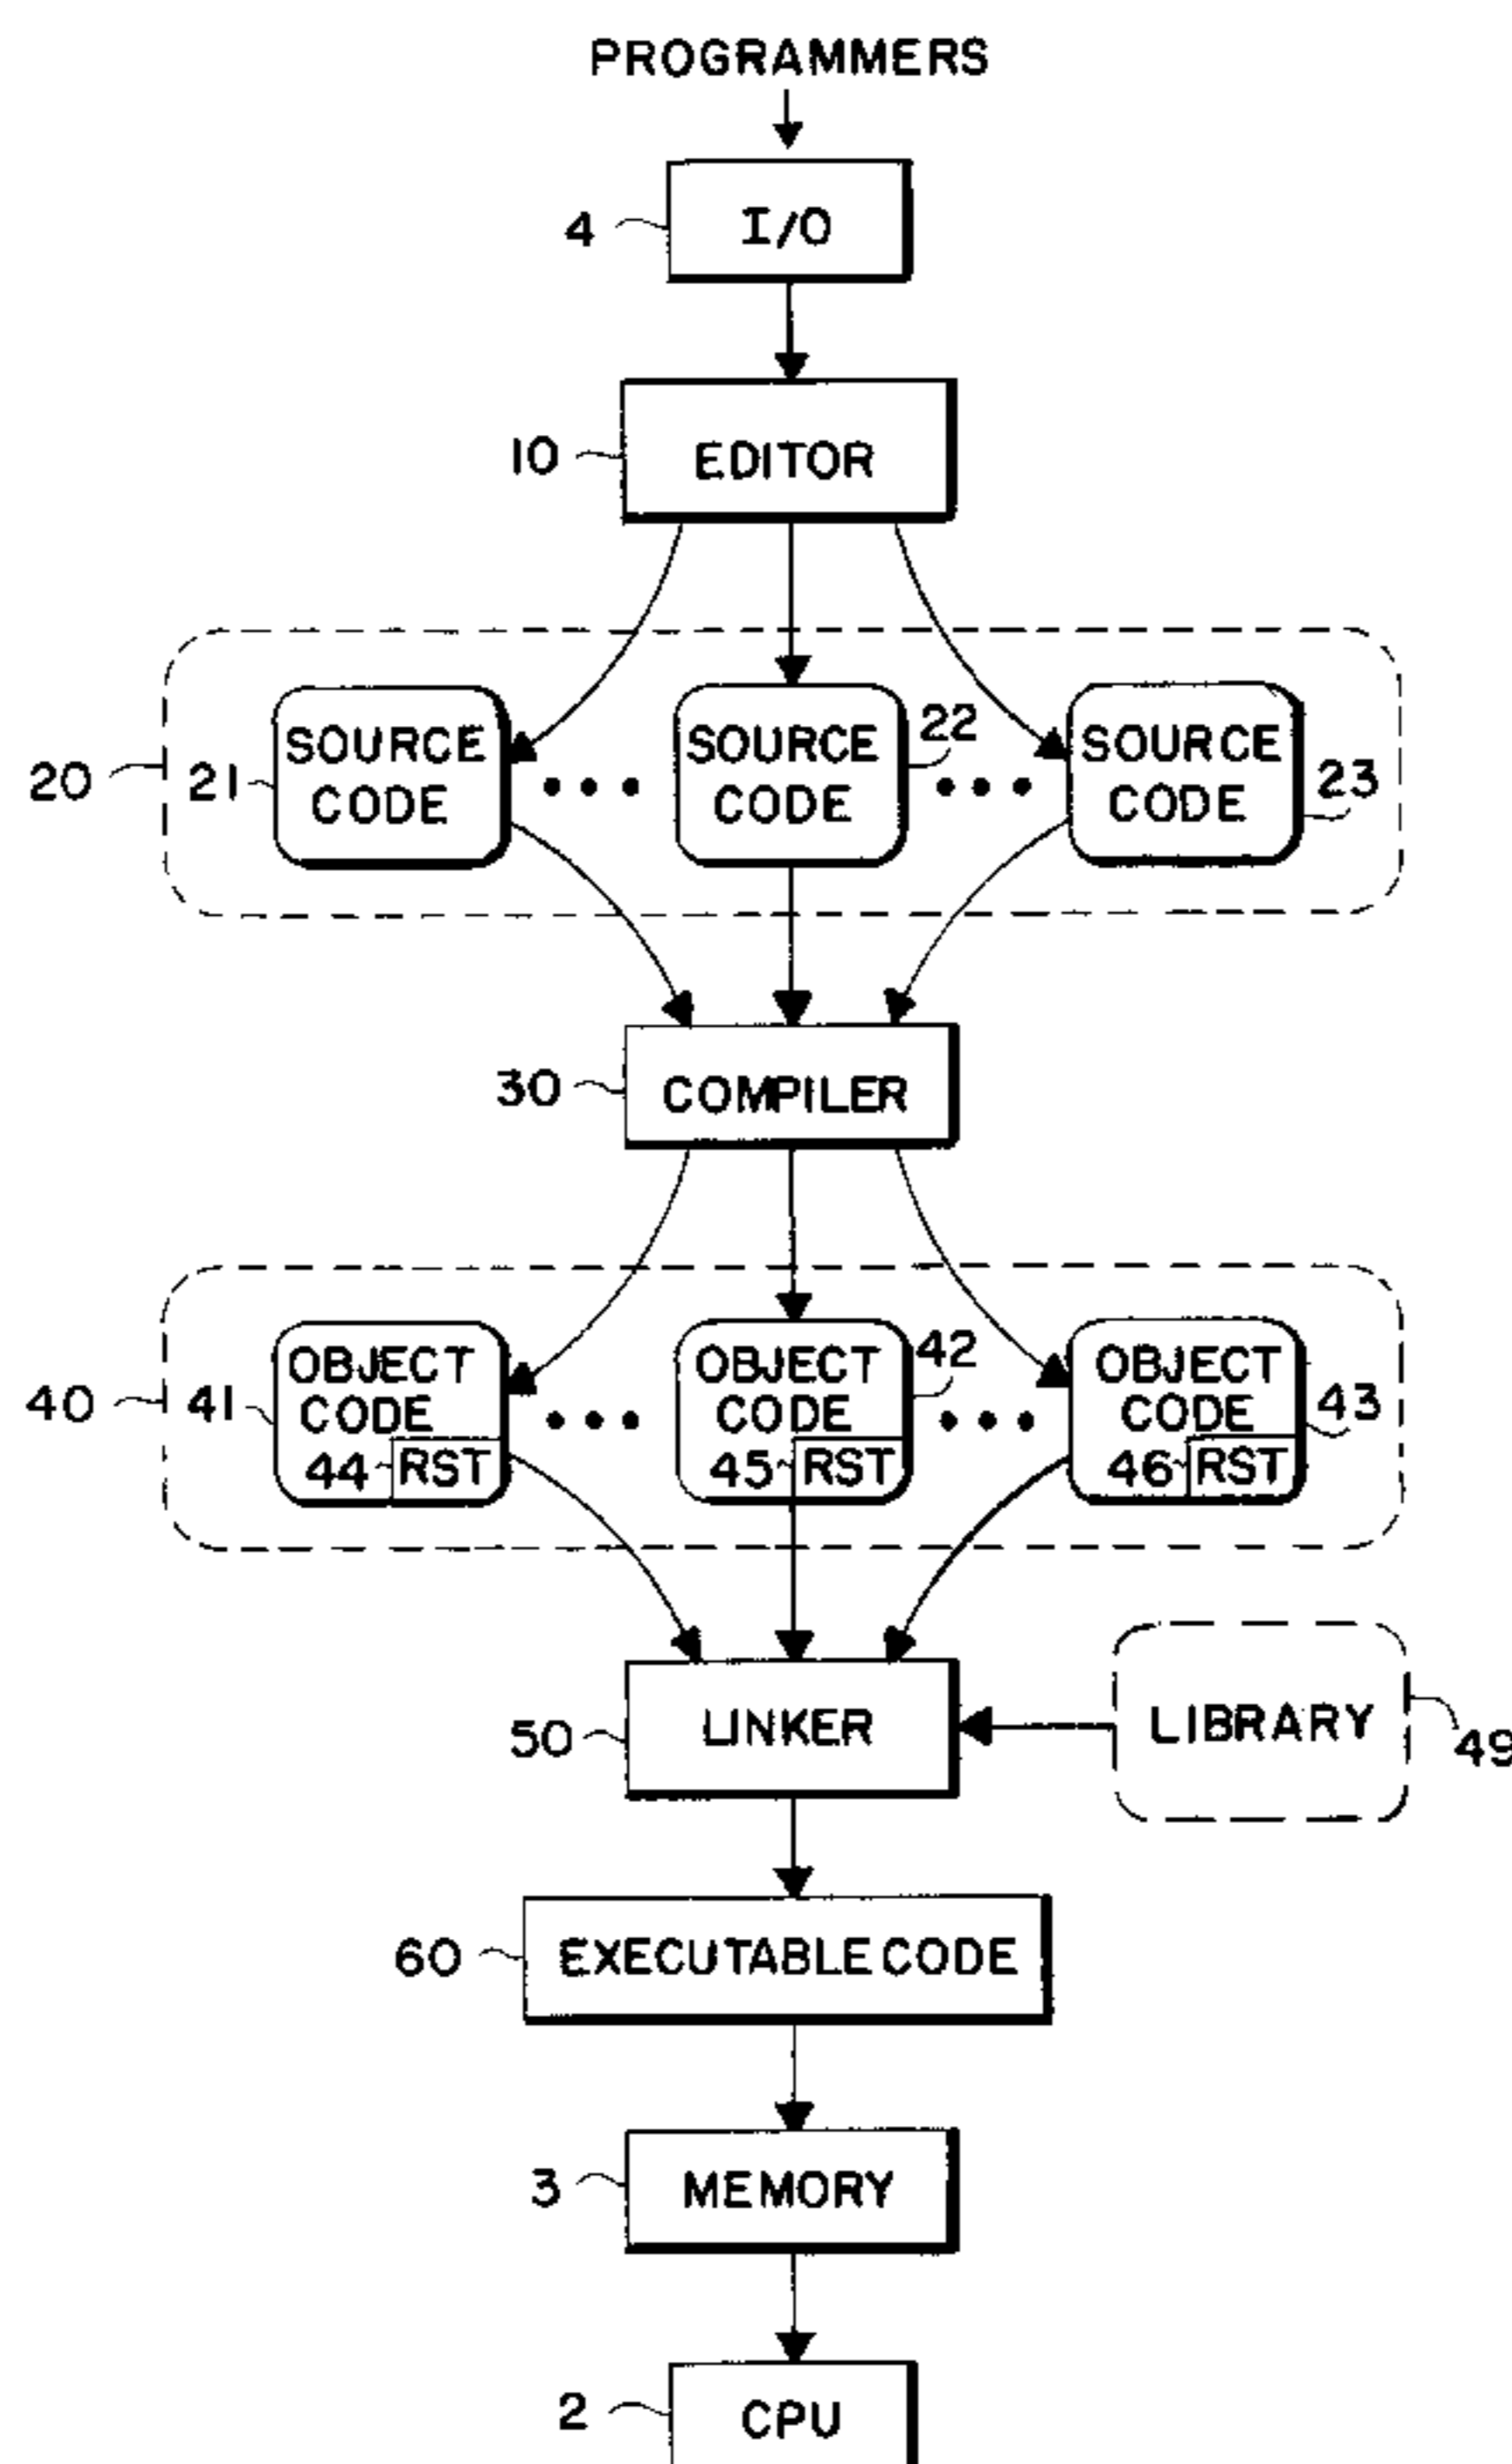 PROGRAMMERS
4 I/O
10 EDITOR
20 21 SOURCE CODE
SOURCE CODE 22
SOURCE CODE 23
30 COMPILER
40 41 OBJECT CODE
44 RST
OBJECT CODE 42
45 RST
OBJECT CODE 43
46 RST
50 LINKER
LIBRARY 49
60 EXECUTABLE CODE
3 MEMORY
2 CPU